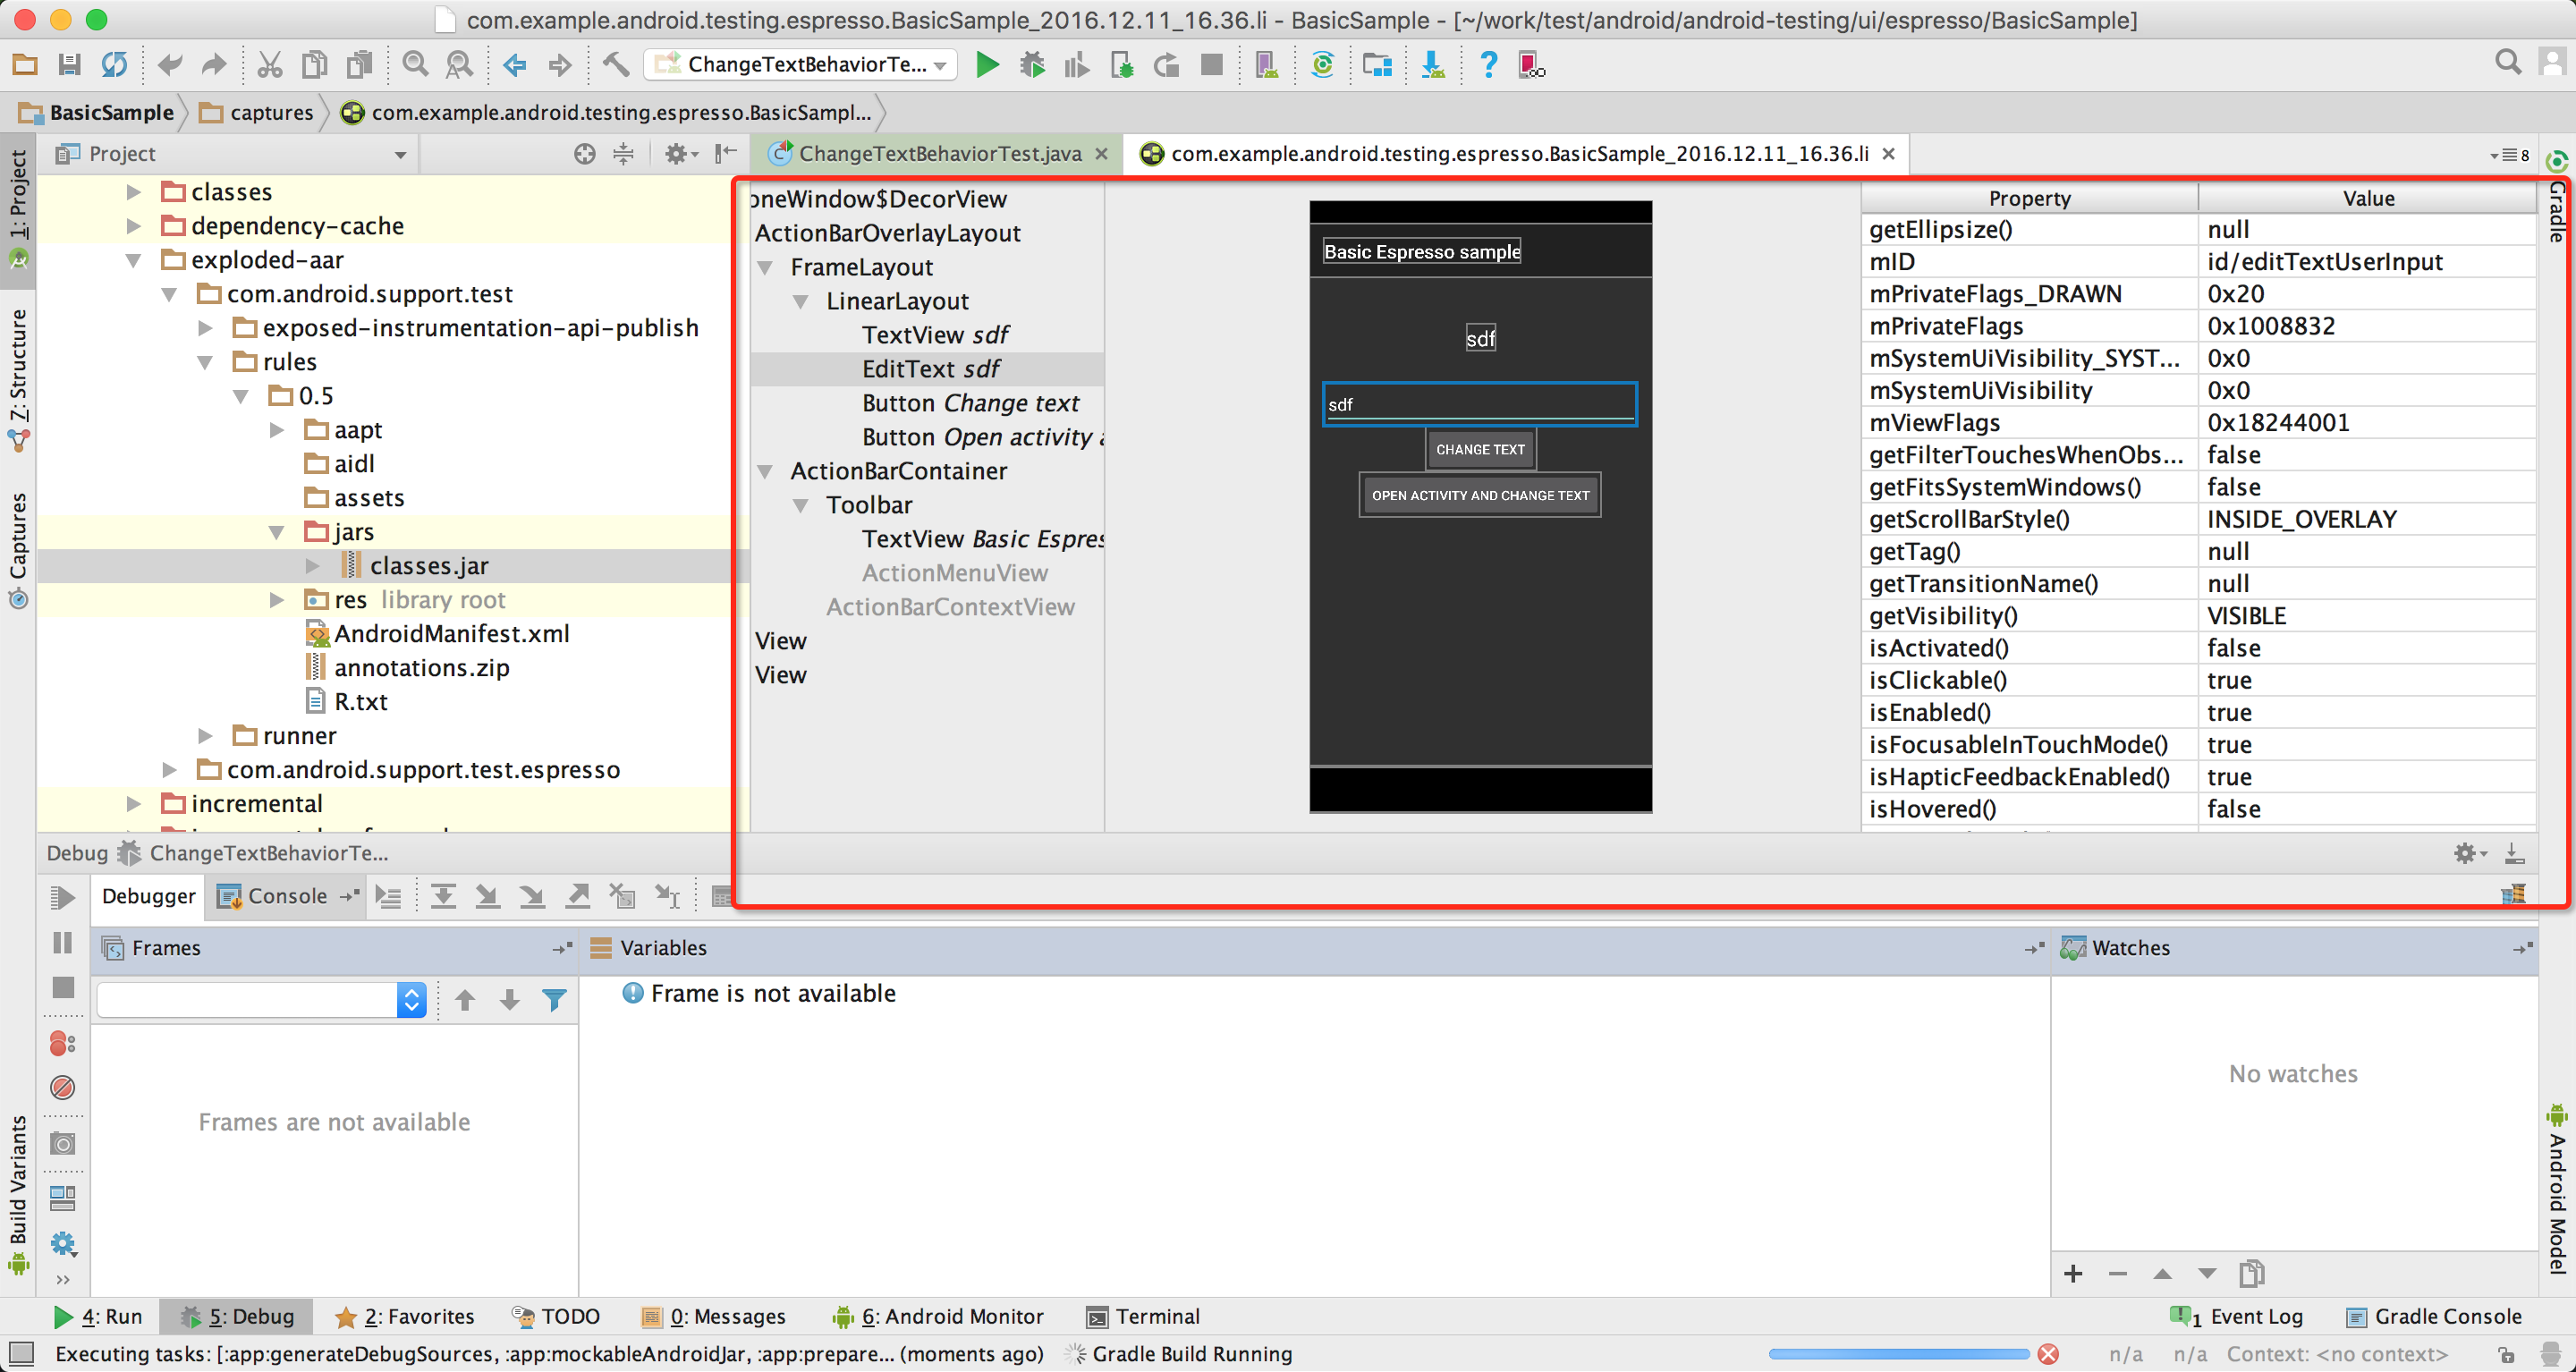 com.example.android.testing.espresso.BasicSample_2016.12.11_16.36.li - BasicSample - [~/work/test/android/android-testing/ui/espresso/BasicSample]
ChangeTextBehaviorTe...
BasicSample
captures
com.example.android.testing.espresso.BasicSampl...
Project
ChangeTextBehaviorTest.java
com.example.android.testing.espresso.BasicSample_2016.12.11_16.36.li
8
1: Project
Z: Structure
Captures
Build Variants
classes
dependency-cache
exploded-aar
com.android.support.test
exposed-instrumentation-api-publish
rules
0.5
aapt
aidl
assets
jars
classes.jar
res library root
AndroidManifest.xml
annotations.zip
R.txt
runner
com.android.support.test.espresso
incremental
oneWindow$DecorView
ActionBarOverlayLayout
FrameLayout
LinearLayout
TextView sdf
EditText sdf
Button Change text
Button Open activity a
ActionBarContainer
Toolbar
TextView Basic Espres
ActionMenuView
ActionBarContextView
View
View
Basic Espresso sample
sdf
sdf
CHANGE TEXT
OPEN ACTIVITY AND CHANGE TEXT
Property Value
getEllipsize() null
mID id/editTextUserInput
mPrivateFlags_DRAWN 0x20
mPrivateFlags 0x1008832
mSystemUiVisibility_SYST... 0x0
mSystemUiVisibility 0x0
mViewFlags 0x18244001
getFilterTouchesWhenObs... false
getFitsSystemWindows() false
getScrollBarStyle() INSIDE_OVERLAY
getTag() null
getTransitionName() null
getVisibility() VISIBLE
isActivated() false
isClickable() true
isEnabled() true
isFocusableInTouchMode() true
isHapticFeedbackEnabled() true
isHovered() false
Gradle
Android Model
Debug ChangeTextBehaviorTe...
Debugger Console
Frames
Variables
Watches
Frame is not available
Frames are not available
No watches
4: Run
5: Debug
2: Favorites
TODO
0: Messages
6: Android Monitor
Terminal
1 Event Log
Gradle Console
Executing tasks: [:app:generateDebugSources, :app:mockableAndroidJar, :app:prepare... (moments ago)
Gradle Build Running
n/a n/a Context: <no context>